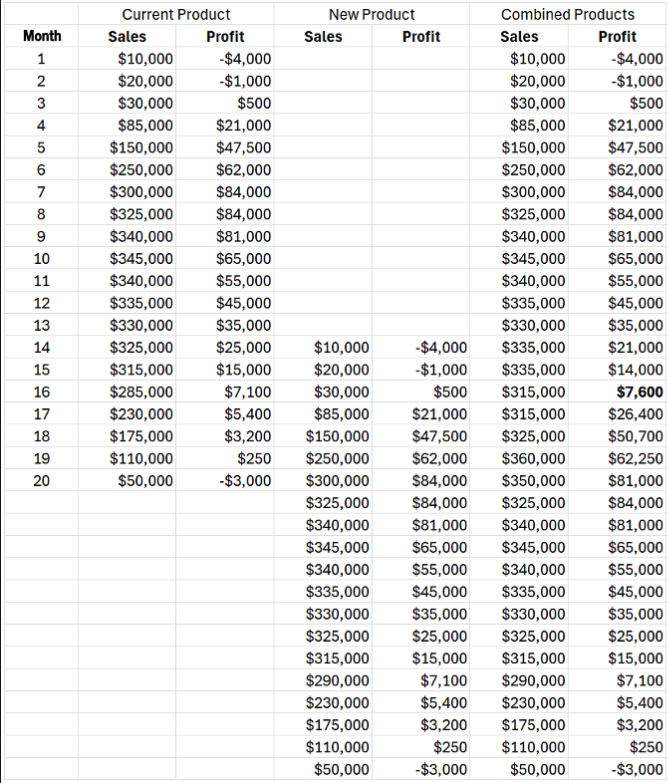 Current Product New Product Combined Products
Month Sales Profit Sales Profit Sales Profit
1 $10,000 -$4,000 $10,000 -$4,000
2 $20,000 -$1,000 $20,000 -$1,000
3 $30,000 $500 $30,000 $500
4 $85,000 $21,000 $85,000 $21,000
5 $150,000 $47,500 $150,000 $47,500
6 $250,000 $62,000 $250,000 $62,000
7 $300,000 $84,000 $300,000 $84,000
8 $325,000 $84,000 $325,000 $84,000
9 $340,000 $81,000 $340,000 $81,000
10 $345,000 $65,000 $345,000 $65,000
11 $340,000 $55,000 $340,000 $55,000
12 $335,000 $45,000 $335,000 $45,000
13 $330,000 $35,000 $330,000 $35,000
14 $325,000 $25,000 $10,000 -$4,000 $335,000 $21,000
15 $315,000 $15,000 $20,000 -$1,000 $335,000 $14,000
16 $285,000 $7,100 $30,000 $500 $315,000 $7,600
17 $230,000 $5,400 $85,000 $21,000 $315,000 $26,400
18 $175,000 $3,200 $150,000 $47,500 $325,000 $50,700
19 $110,000 $250 $250,000 $62,000 $360,000 $62,250
20 $50,000 -$3,000 $300,000 $84,000 $350,000 $81,000
$325,000 $84,000 $325,000 $84,000
$340,000 $81,000 $340,000 $81,000
$345,000 $65,000 $345,000 $65,000
$340,000 $55,000 $340,000 $55,000
$335,000 $45,000 $335,000 $45,000
$330,000 $35,000 $330,000 $35,000
$325,000 $25,000 $325,000 $25,000
$315,000 $15,000 $315,000 $15,000
$290,000 $7,100 $290,000 $7,100
$230,000 $5,400 $230,000 $5,400
$175,000 $3,200 $175,000 $3,200
$110,000 $250 $110,000 $250
$50,000 -$3,000 $50,000 -$3,000